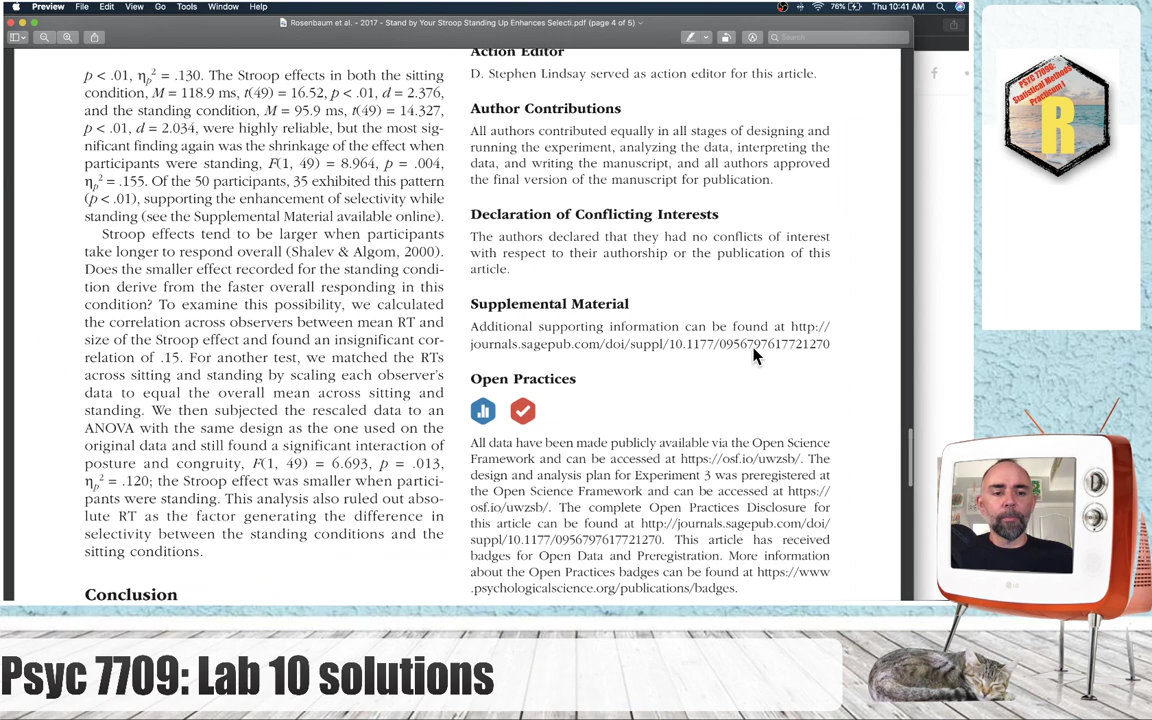 Preview File Edit View Go Tools Window Help
76% Thu 10:41 AM
Rosenbaum et al. - 2017 - Stand by Your Stroop Standing Up Enhances Selecti.pdf (page 4 of 5)
Search
p < .01, ηp² = .130. The Stroop effects in both the sitting
condition, M = 118.9 ms, t(49) = 16.52, p < .01, d = 2.376,
and the standing condition, M = 95.9 ms, t(49) = 14.327,
p < .01, d = 2.034, were highly reliable, but the most sig-
nificant finding again was the shrinkage of the effect when
participants were standing, F(1, 49) = 8.964, p = .004,
ηp² = .155. Of the 50 participants, 35 exhibited this pattern
(p < .01), supporting the enhancement of selectivity while
standing (see the Supplemental Material available online).
Stroop effects tend to be larger when participants
take longer to respond overall (Shalev & Algom, 2000).
Does the smaller effect recorded for the standing condi-
tion derive from the faster overall responding in this
condition? To examine this possibility, we calculated
the correlation across observers between mean RT and
size of the Stroop effect and found an insignificant cor-
relation of .15. For another test, we matched the RTs
across sitting and standing by scaling each observer's
data to equal the overall mean across sitting and
standing. We then subjected the rescaled data to an
ANOVA with the same design as the one used on the
original data and still found a significant interaction of
posture and congruity, F(1, 49) = 6.693, p = .013,
ηp² = .120; the Stroop effect was smaller when partici-
pants were standing. This analysis also ruled out abso-
lute RT as the factor generating the difference in
selectivity between the standing conditions and the
sitting conditions.
Conclusion
Action Editor
D. Stephen Lindsay served as action editor for this article.
Author Contributions
All authors contributed equally in all stages of designing and
running the experiment, analyzing the data, interpreting the
data, and writing the manuscript, and all authors approved
the final version of the manuscript for publication.
Declaration of Conflicting Interests
The authors declared that they had no conflicts of interest
with respect to their authorship or the publication of this
article.
Supplemental Material
Additional supporting information can be found at http://
journals.sagepub.com/doi/suppl/10.1177/0956797617721270
Open Practices
All data have been made publicly available via the Open Science
Framework and can be accessed at https://osf.io/uwzsb/. The
design and analysis plan for Experiment 3 was preregistered at
the Open Science Framework and can be accessed at https://
osf.io/uwzsb/. The complete Open Practices Disclosure for
this article can be found at http://journals.sagepub.com/doi/
suppl/10.1177/0956797617721270. This article has received
badges for Open Data and Preregistration. More information
about the Open Practices badges can be found at https://www
.psychologicalscience.org/publications/badges.
PSYC 7709G
Statistical Methods
Practicum I
R
LG
Psyc 7709: Lab 10 solutions